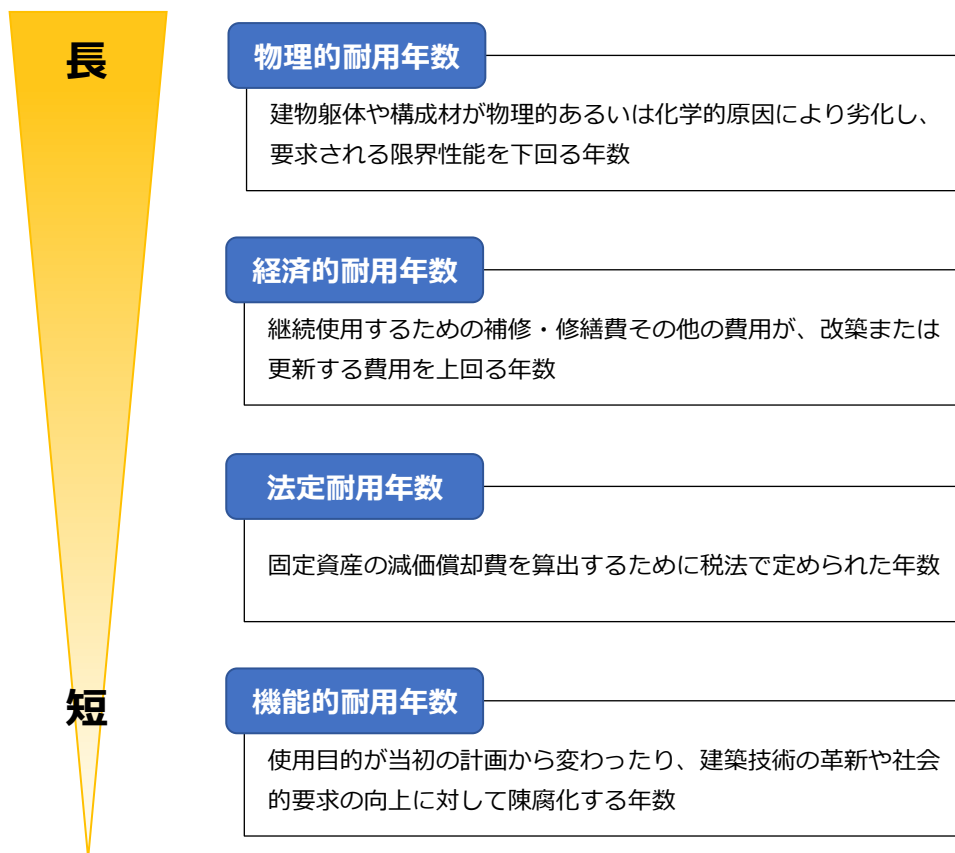 長
物理的耐用年数
建物躯体や構成材が物理的あるいは化学的原因により劣化し、
要求される限界性能を下回る年数
経済的耐用年数
継続使用するための補修・修繕費その他の費用が、改築または
更新する費用を上回る年数
法定耐用年数
固定資産の減価償却費を算出するために税法で定められた年数
短
機能的耐用年数
使用目的が当初の計画から変わったり、建築技術の革新や社会
的要求の向上に対して陳腐化する年数